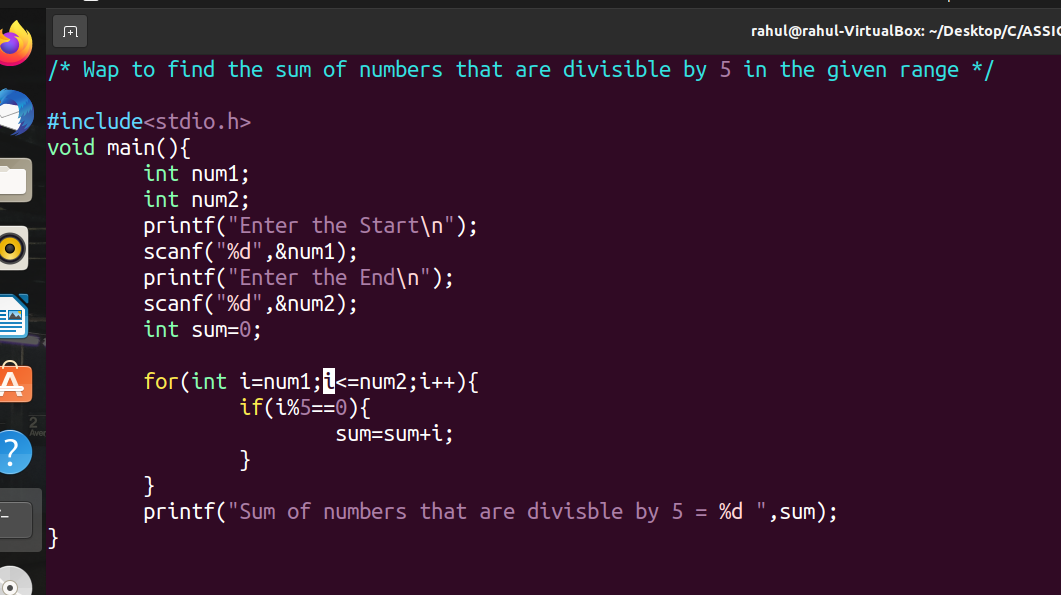 rahul@rahul-VirtualBox: ~/Desktop/C/ASSIG
/* Wap to find the sum of numbers that are divisible by 5 in the given range */
#include<stdio.h>
void main(){
int num1;
int num2;
printf("Enter the Start\n");
scanf("%d",&num1);
printf("Enter the End\n");
scanf("%d",&num2);
int sum=0;
for(int i=num1;i<=num2;i++){
if(i%5==0){
sum=sum+i;
}
}
printf("Sum of numbers that are divisble by 5 = %d ",sum);
}